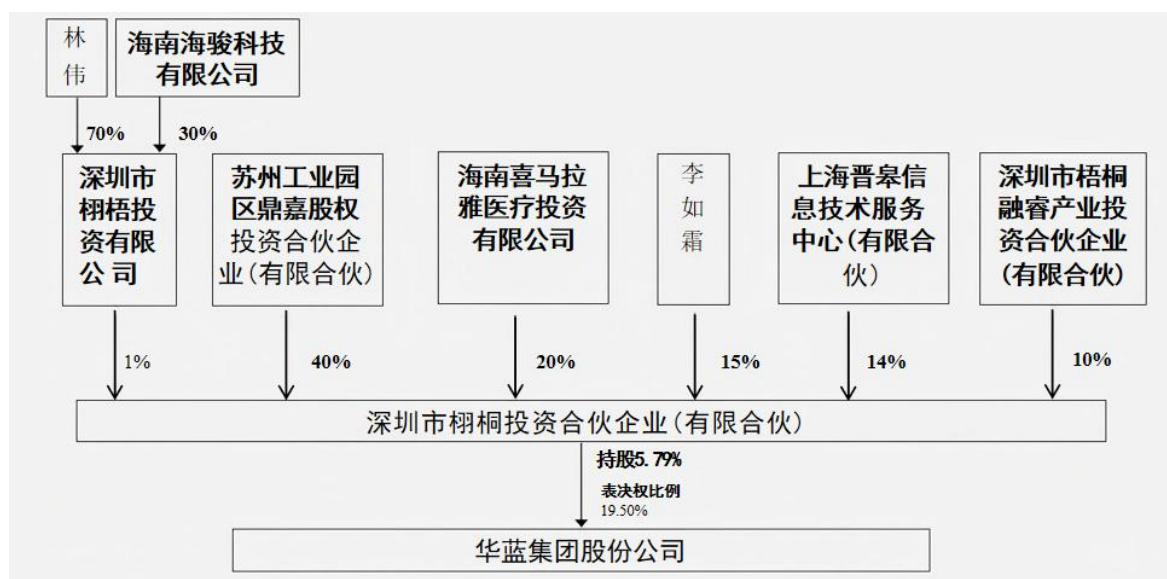 林
伟
海南海骏科技
有限公司
70%
30%
深圳市
栩梧投
资有限
公 司
苏州工业园
区鼎嘉股权
投资合伙企
业(有限合伙)
海南喜马拉
雅医疗投资
有限公司
李
如
霜
上海晋皋信
息技术服务
中心(有限合
伙)
深圳市梧桐
融睿产业投
资合伙企业
(有限合伙)
1%
40%
20%
15%
14%
10%
深圳市栩桐投资合伙企业(有限合伙)
持股5.79%
表决权比例
19.50%
华蓝集团股份公司